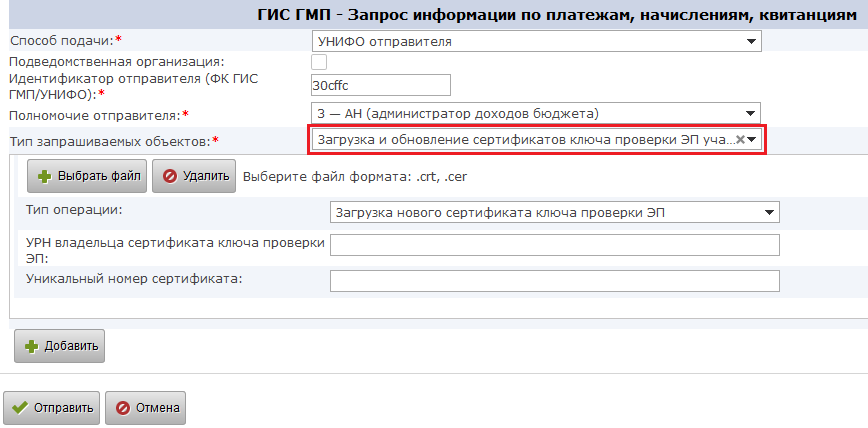 ГИС ГМП - Запрос информации по платежам, начислениям, квитанциям
Способ подачи:* УНИФО отправителя
Подведомственная организация:
Идентификатор отправителя (ФК ГИС
ГМП/УНИФО):* 30cffc
Полномочие отправителя:* 3 — АН (администратор доходов бюджета)
Тип запрашиваемых объектов:* Загрузка и обновление сертификатов ключа проверки ЭП уча...
Выбрать файл Удалить Выберите файл формата: .crt, .cer
Тип операции: Загрузка нового сертификата ключа проверки ЭП
УРН владельца сертификата ключа проверки
ЭП:
Уникальный номер сертификата:
Добавить
Отправить Отмена